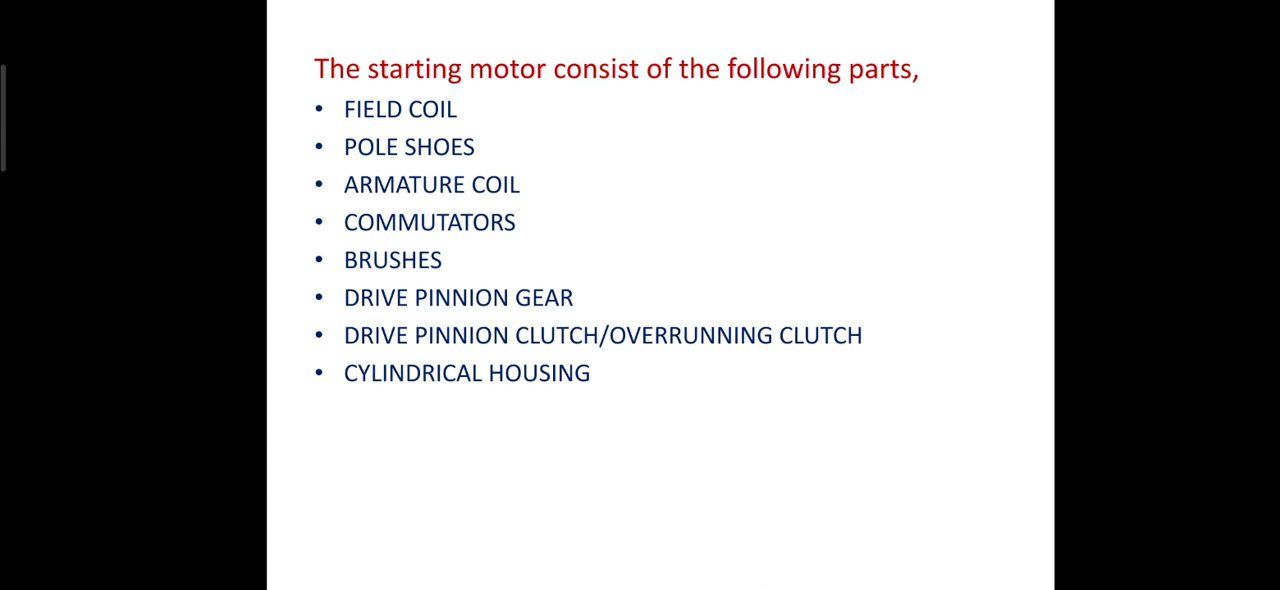 The starting motor consist of the following parts,
• FIELD COIL
• POLE SHOES
• ARMATURE COIL
• COMMUTATORS
• BRUSHES
• DRIVE PINNION GEAR
• DRIVE PINNION CLUTCH/OVERRUNNING CLUTCH
• CYLINDRICAL HOUSING